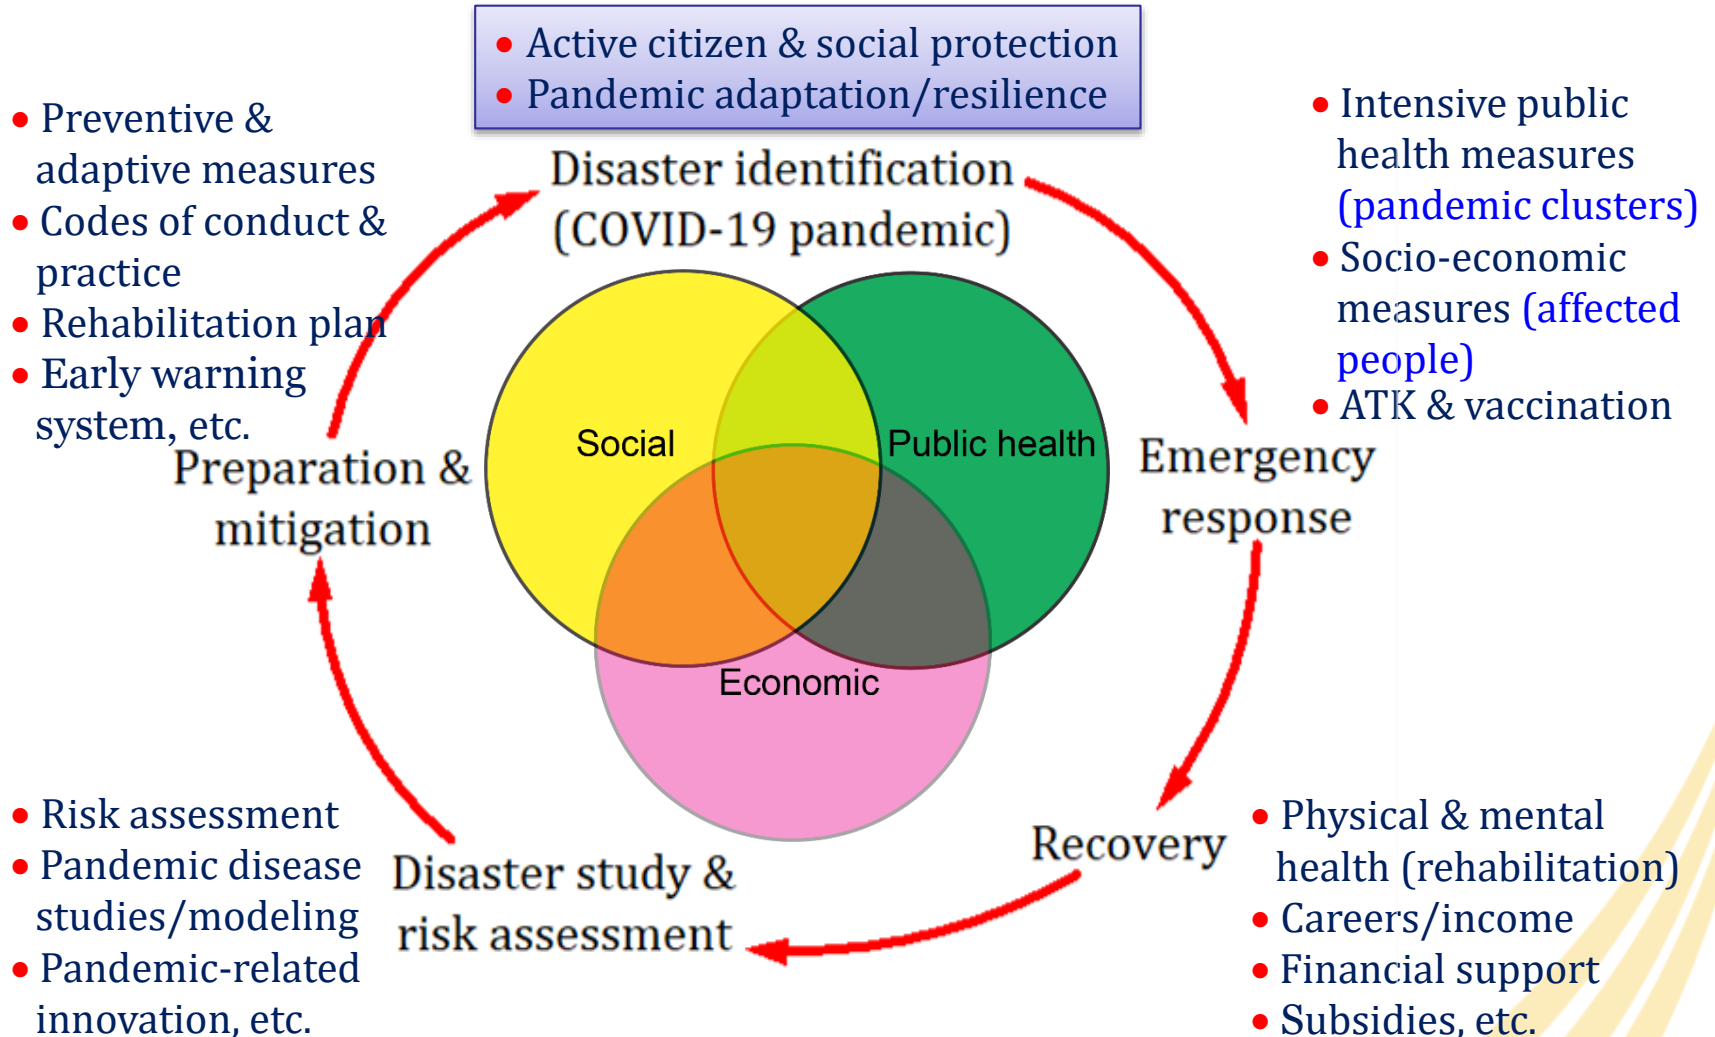 • Active citizen & social protection
• Pandemic adaptation/resilience
• Preventive &
adaptive measures
• Codes of conduct &
practice
• Rehabilitation plan
• Early warning
system, etc.
Disaster identification
(COVID-19 pandemic)
• Intensive public
health measures
(pandemic clusters)
• Socio-economic
measures (affected
people)
• ATK & vaccination
Preparation &
mitigation
Social
Public health
Economic
Emergency
response
• Risk assessment
• Pandemic disease
studies/modeling
• Pandemic-related
innovation, etc.
Disaster study &
risk assessment
Recovery
• Physical & mental
health (rehabilitation)
• Careers/income
• Financial support
• Subsidies, etc.